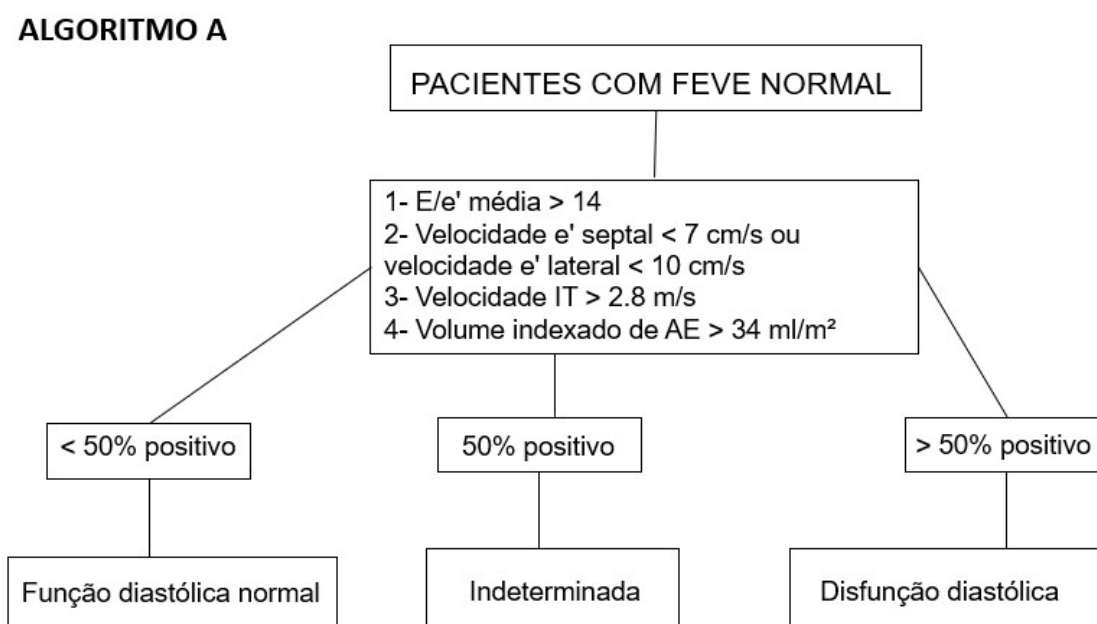 ALGORITMO A
PACIENTES COM FEVE NORMAL
1- E/e' média > 14
2- Velocidade e' septal < 7 cm/s ou
velocidade e' lateral < 10 cm/s
3- Velocidade IT > 2.8 m/s
4- Volume indexado de AE > 34 ml/m²
< 50% positivo
50% positivo
> 50% positivo
Função diastólica normal
Indeterminada
Disfunção diastólica